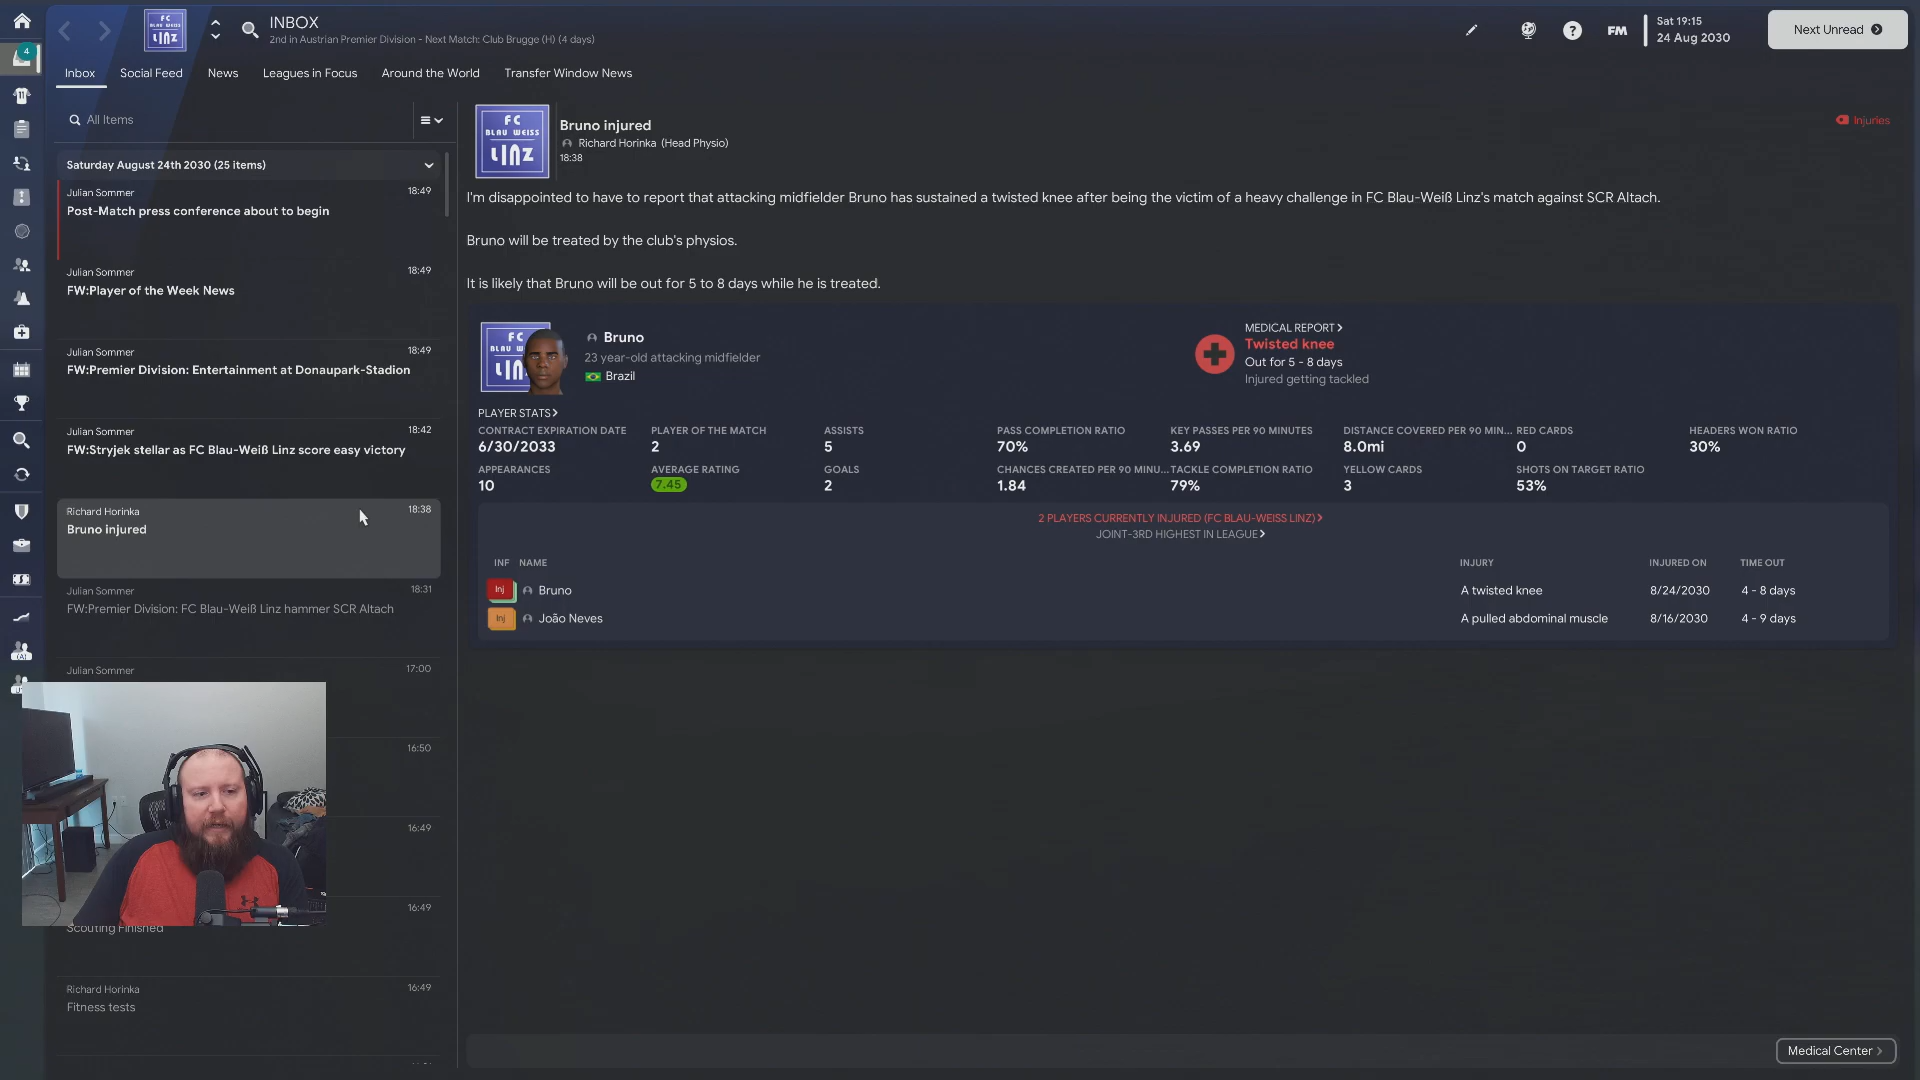 FC
BLAU WEISS
LINZ
INBOX
2nd in Austrian Premier Division - Next Match: Club Brugge (H) (4 days)
FM
Sat 19:15
24 Aug 2030
Next Unread
4
Inbox
Social Feed
News
Leagues in Focus
Around the World
Transfer Window News
All Items
Saturday August 24th 2030 (25 items)
Julian Sommer
18:49
Post-Match press conference about to begin
Julian Sommer
18:49
FW:Player of the Week News
Julian Sommer
18:49
FW:Premier Division: Entertainment at Donaupark-Stadion
Julian Sommer
18:42
FW:Stryjek stellar as FC Blau-Weiß Linz score easy victory
Richard Horinka
18:38
Bruno injured
Julian Sommer
18:31
FW:Premier Division: FC Blau-Weiß Linz hammer SCR Altach
Julian Sommer
17:00
16:50
16:49
16:49
Scouting Finished
Richard Horinka
16:49
Fitness tests
FC
BLAU WEISS
LINZ
Bruno injured
Richard Horinka (Head Physio)
18:38
Injuries
I'm disappointed to have to report that attacking midfielder Bruno has sustained a twisted knee after being the victim of a heavy challenge in FC Blau-Weiß Linz's match against SCR Altach.
Bruno will be treated by the club's physios.
It is likely that Bruno will be out for 5 to 8 days while he is treated.
Bruno
23 year-old attacking midfielder
Brazil
MEDICAL REPORT
Twisted knee
Out for 5 - 8 days
Injured getting tackled
PLAYER STATS
CONTRACT EXPIRATION DATE
6/30/2033
PLAYER OF THE MATCH
2
ASSISTS
5
PASS COMPLETION RATIO
70%
KEY PASSES PER 90 MINUTES
3.69
DISTANCE COVERED PER 90 MIN...
8.0mi
RED CARDS
0
HEADERS WON RATIO
30%
APPEARANCES
10
AVERAGE RATING
7.45
GOALS
2
CHANCES CREATED PER 90 MINU...
1.84
TACKLE COMPLETION RATIO
79%
YELLOW CARDS
3
SHOTS ON TARGET RATIO
53%
2 PLAYERS CURRENTLY INJURED (FC BLAU-WEISS LINZ)
JOINT-3RD HIGHEST IN LEAGUE
INF NAME INJURY INJURED ON TIME OUT
Inj Bruno A twisted knee 8/24/2030 4 - 8 days
Inj João Neves A pulled abdominal muscle 8/16/2030 4 - 9 days
Medical Center